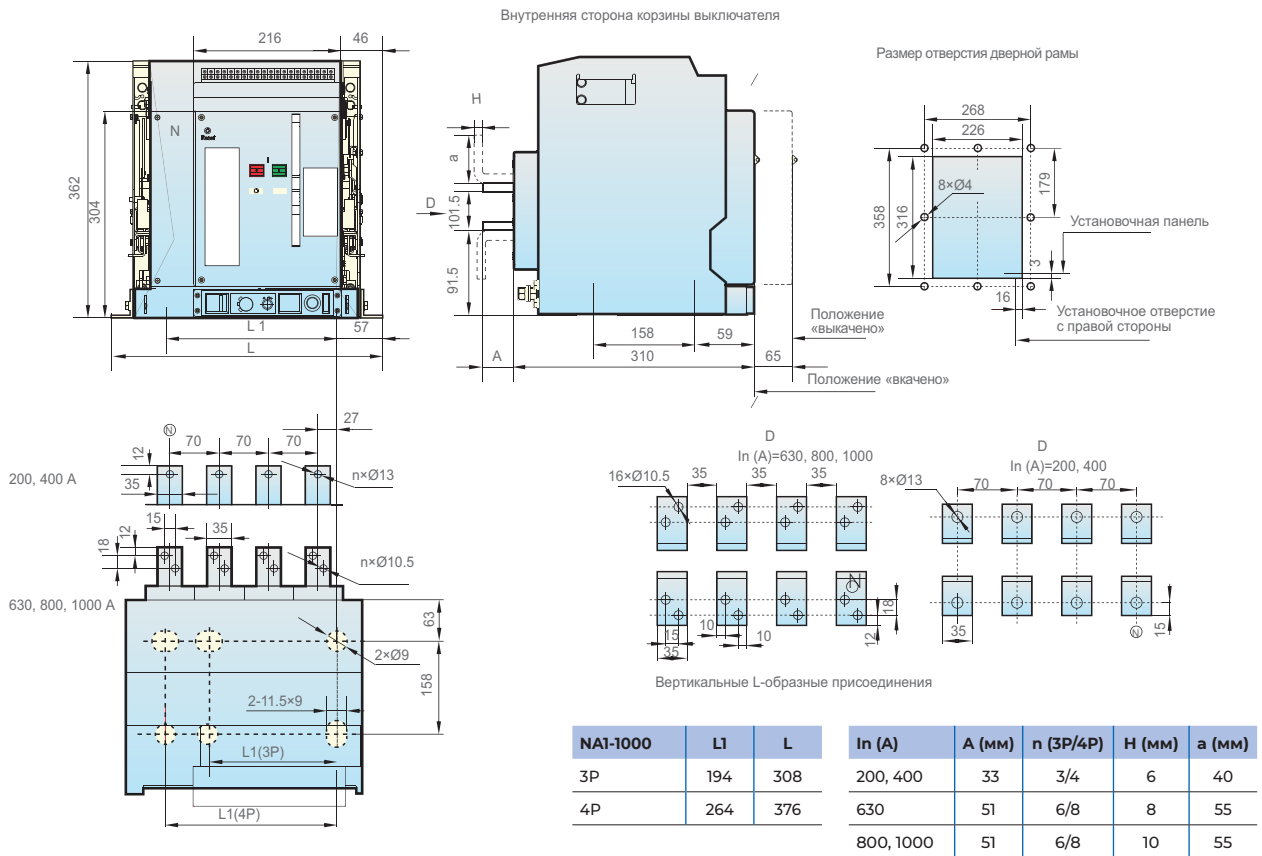 Внутренняя сторона корзины выключателя
216
46
362
304
N
I
O
L 1
57
L
H
a
D
101.5
91.5
A
158
59
310
65
Положение
«выкачено»
Положение «вкачено»
Размер отверстия дверной рамы
268
226
358
316
8×Ø4
179
3
16
Установочная панель
Установочное отверстие
с правой стороны
200, 400 A
N
70
70
70
27
12
35
n×Ø13
630, 800, 1000 A
15
35
12
18
n×Ø10.5
63
2×Ø9
158
2-11.5×9
L1(3P)
L1(4P)
D
In (A)=630, 800, 1000
16×Ø10.5
35
35
35
N
18
12
10
10
15
35
D
In (A)=200, 400
8×Ø13
70
70
70
35
N
15
Вертикальные L-образные присоединения
NA1-1000 L1 L
3P 194 308
4P 264 376
In (A) A (мм) n (3P/4P) H (мм) a (мм)
200, 400 33 3/4 6 40
630 51 6/8 8 55
800, 1000 51 6/8 10 55